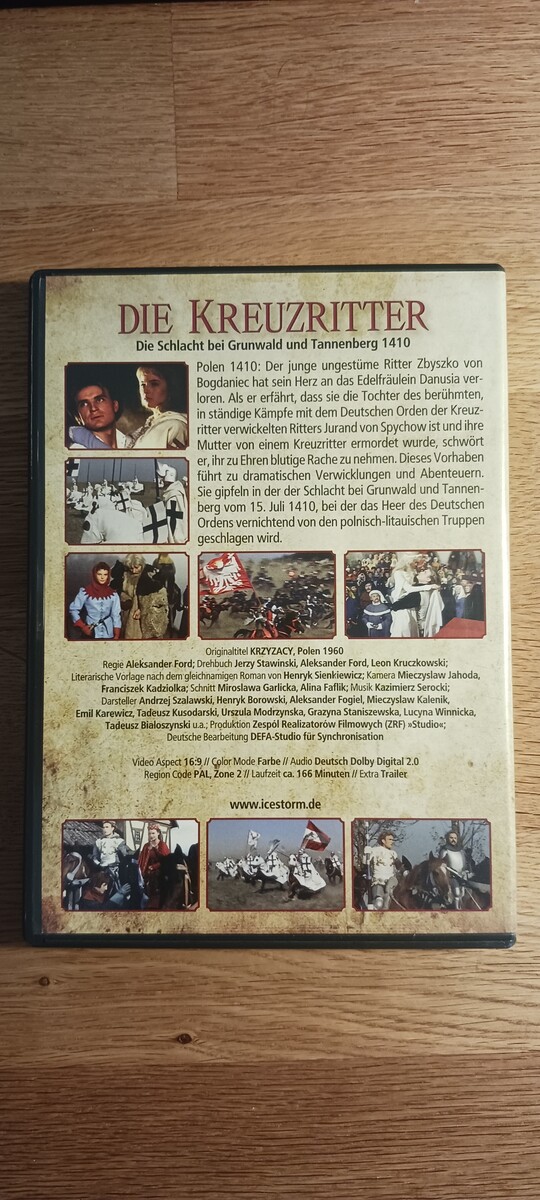 DIE KREUZRITTER
Die Schlacht bei Grunwald und Tannenberg 1410
Polen 1410: Der junge ungestüme Ritter Zbyszko von
Bogdaniec hat sein Herz an das Edelfräulein Danusia ver-
loren. Als er erfährt, dass sie die Tochter des berühmten,
in ständige Kämpfe mit dem Deutschen Orden der Kreuz-
ritter verwickelten Ritters Jurand von Spychow ist und ihre
Mutter von einem Kreuzritter ermordet wurde, schwört
er, ihr zu Ehren blutige Rache zu nehmen. Dieses Vorhaben
führt zu dramatischen Verwicklungen und Abenteuern.
Sie gipfeln in der der Schlacht bei Grunwald und Tannen-
berg vom 15. Juli 1410, bei der das Heer des Deutschen
Ordens vernichtend von den polnisch-litauischen Truppen
geschlagen wird.
Originaltitel KRZYZACY, Polen 1960
Regie Aleksander Ford; Drehbuch Jerzy Stawinski, Aleksander Ford, Leon Kruczkowski;
Literarische Vorlage nach dem gleichnamigen Roman von Henryk Sienkiewicz; Kamera Mieczyslaw Jahoda,
Franciszek Kadziolka; Schnitt Miroslawa Garlicka, Alina Faflik; Musik Kazimierz Serocki;
Darsteller Andrzej Szalawski, Henryk Borowski, Aleksander Fogiel, Mieczyslaw Kalenik,
Emil Karewicz, Tadeusz Kusodarski, Urszula Modrzynska, Grazyna Staniszewska, Lucyna Winnicka,
Tadeusz Bialoszynski u.a.; Produktion Zespól Realizatorów Filmowych (ZRF) »Studio«;
Deutsche Bearbeitung DEFA-Studio für Synchronisation
Video Aspect 16:9 // Color Mode Farbe // Audio Deutsch Dolby Digital 2.0
Region Code PAL, Zone 2 // Laufzeit ca. 166 Minuten // Extra Trailer
www.icestorm.de